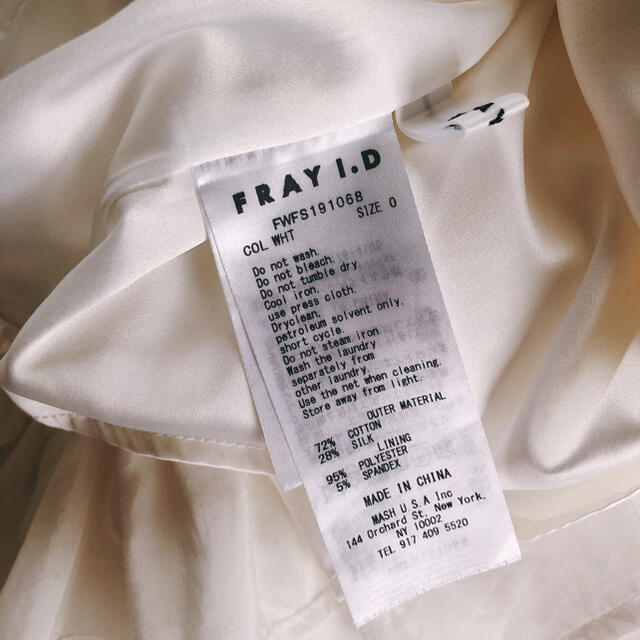 FRAY I.D
FWFS191068
COL WHT SIZE 0
Do not wash.
Do not bleach.
Do not tumble dry.
Cool iron.
use press cloth.
Dryclean.
petroleum solvent only.
short cycle.
Do not steam iron
Wash the laundry
separately from
other laundry.
Use the net when cleaning.
Store away from light.
OUTER MATERIAL
72% COTTON
28% SILK
LINING
95% POLYESTER
5% SPANDEX
MADE IN CHINA
MASH U S A Inc
144 Orchard St. New York.
NY 10002
TEL 917 409 5520